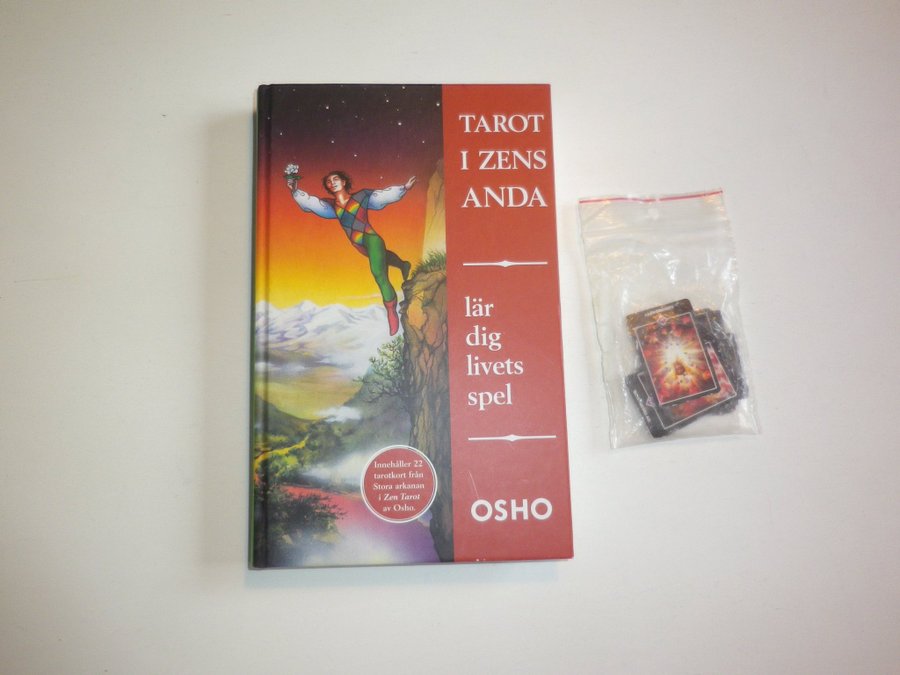 TAROT
I ZENS
ANDA
lär
dig
livets
spel
Innehåller 22
tarotkort från
Stora arkanan
i Zen Tarot
av Osho.
OSHO